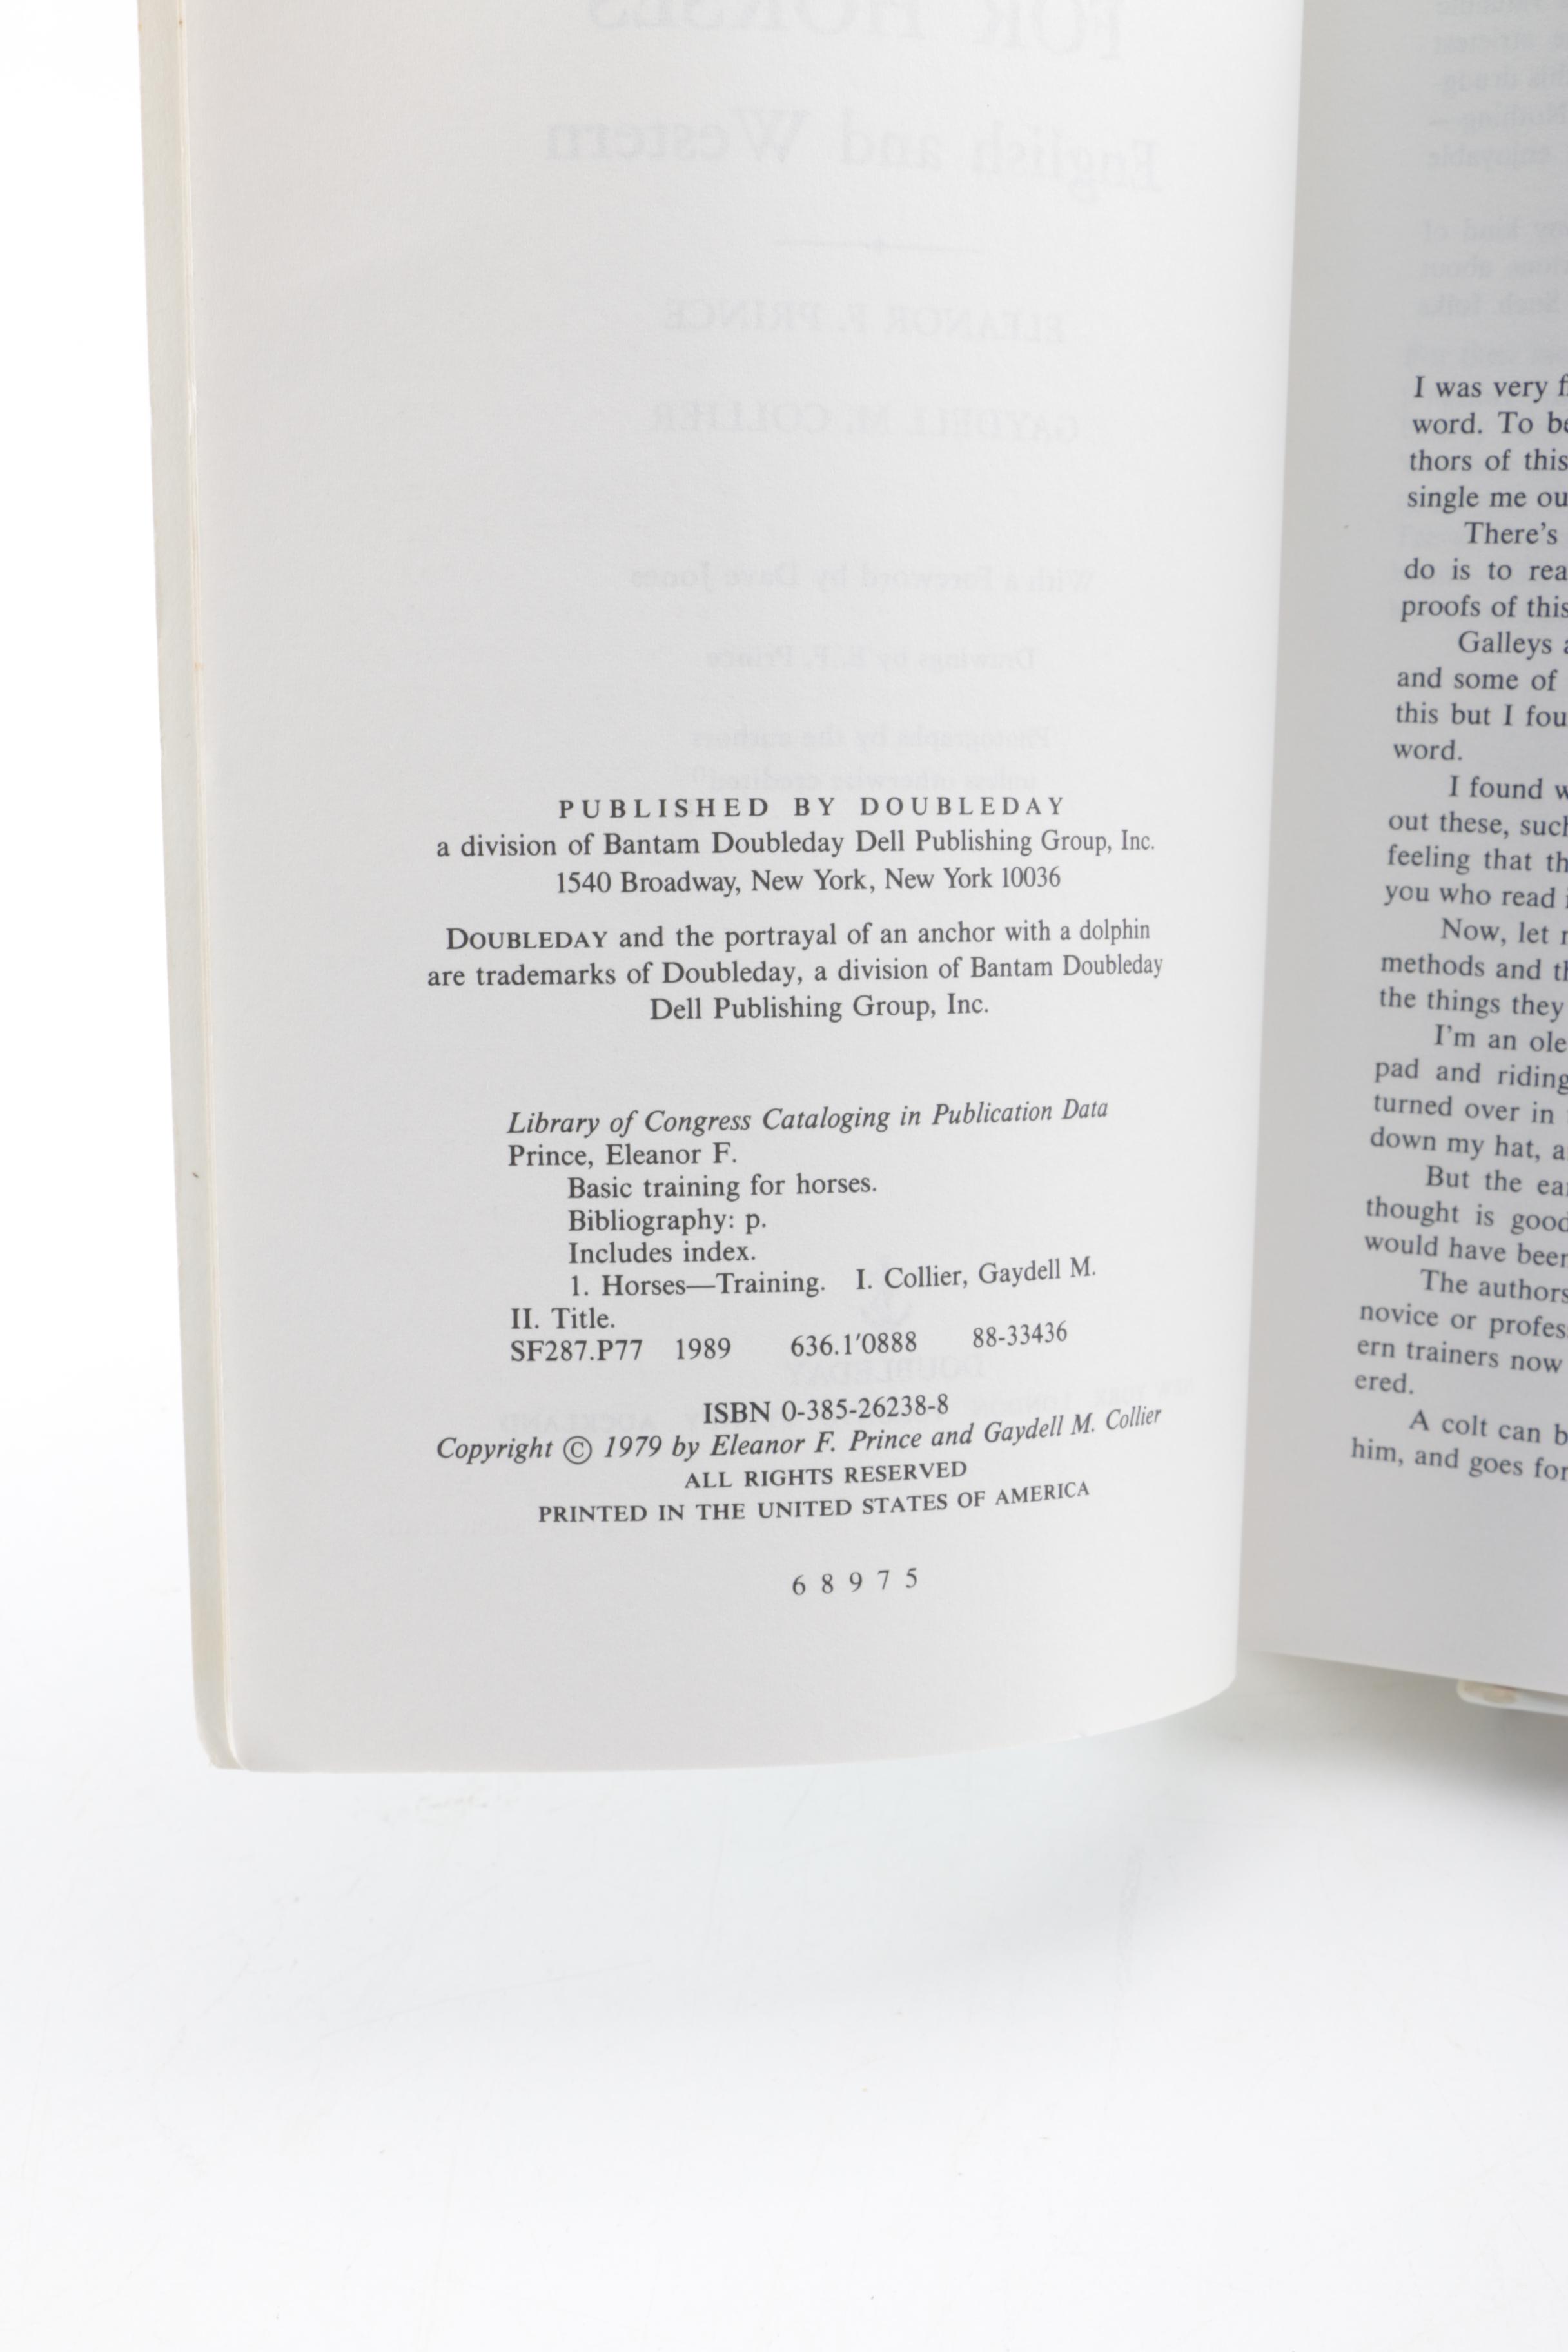 PUBLISHED BY DOUBLEDAY
a division of Bantam Doubleday Dell Publishing Group, Inc.
1540 Broadway, New York, New York 10036
DOUBLEDAY and the portrayal of an anchor with a dolphin
are trademarks of Doubleday, a division of Bantam Doubleday
Dell Publishing Group, Inc.
Library of Congress Cataloging in Publication Data
Prince, Eleanor F.
Basic training for horses.
Bibliography: p.
Includes index.
1. Horses—Training. I. Collier, Gaydell M.
II. Title.
SF287.P77 1989 636.1′0888 88-33436
ISBN 0-385-26238-8
Copyright © 1979 by Eleanor F. Prince and Gaydell M. Collier
ALL RIGHTS RESERVED
PRINTED IN THE UNITED STATES OF AMERICA
6 8 9 7 5
I was very
word. To
thors of this
single me
There's
do is to
proofs of this
Galleys
and some of
this but I
word.
I found
out these,
feeling that
you who read
Now, let
methods and
the things they
I'm an ole
pad and riding
turned over in
down my hat,
But the
thought is
would have been
The authors
novice or
ern trainers now
ered.
A colt can
him, and goes